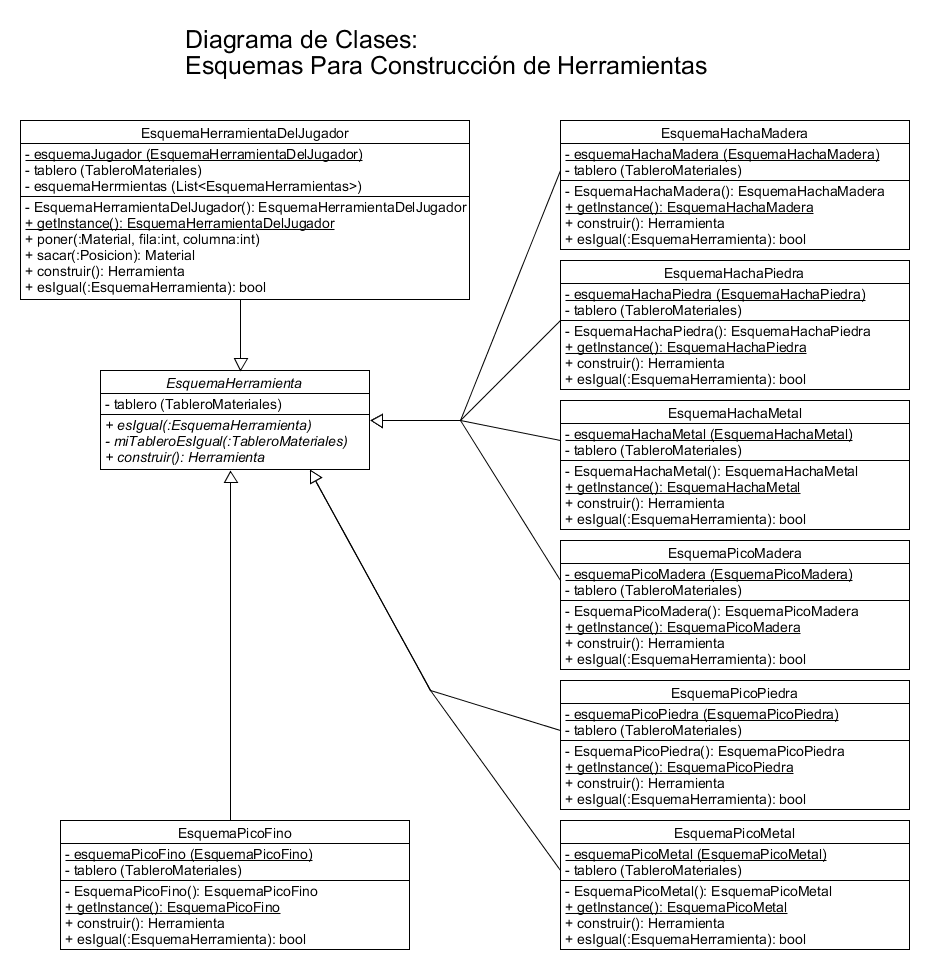 Diagrama de Clases:
Esquemas Para Construcción de Herramientas
EsquemaHerramientaDelJugador
- esquemaJugador (EsquemaHerramientaDelJugador)
- tablero (TableroMateriales)
- esquemaHerrmientas (List<EsquemaHerramientas>)
- EsquemaHerramientaDelJugador(): EsquemaHerramientaDelJugador
+ getInstance(): EsquemaHerramientaDelJugador
+ poner(:Material, fila:int, columna:int)
+ sacar(:Posicion): Material
+ construir(): Herramienta
+ esIgual(:EsquemaHerramienta): bool
EsquemaHerramienta
- tablero (TableroMateriales)
+ esIgual(:EsquemaHerramienta)
- miTableroEsIgual(:TableroMateriales)
+ construir(): Herramienta
EsquemaPicoFino
- esquemaPicoFino (EsquemaPicoFino)
- tablero (TableroMateriales)
- EsquemaPicoFino(): EsquemaPicoFino
+ getInstance(): EsquemaPicoFino
+ construir(): Herramienta
+ esIgual(:EsquemaHerramienta): bool
EsquemaHachaMadera
- esquemaHachaMadera (EsquemaHachaMadera)
- tablero (TableroMateriales)
- EsquemaHachaMadera(): EsquemaHachaMadera
+ getInstance(): EsquemaHachaMadera
+ construir(): Herramienta
+ esIgual(:EsquemaHerramienta): bool
EsquemaHachaPiedra
- esquemaHachaPiedra (EsquemaHachaPiedra)
- tablero (TableroMateriales)
- EsquemaHachaPiedra(): EsquemaHachaPiedra
+ getInstance(): EsquemaHachaPiedra
+ construir(): Herramienta
+ esIgual(:EsquemaHerramienta): bool
EsquemaHachaMetal
- esquemaHachaMetal (EsquemaHachaMetal)
- tablero (TableroMateriales)
- EsquemaHachaMetal(): EsquemaHachaMetal
+ getInstance(): EsquemaHachaMetal
+ construir(): Herramienta
+ esIgual(:EsquemaHerramienta): bool
EsquemaPicoMadera
- esquemaPicoMadera (EsquemaPicoMadera)
- tablero (TableroMateriales)
- EsquemaPicoMadera(): EsquemaPicoMadera
+ getInstance(): EsquemaPicoMadera
+ construir(): Herramienta
+ esIgual(:EsquemaHerramienta): bool
EsquemaPicoPiedra
- esquemaPicoPiedra (EsquemaPicoPiedra)
- tablero (TableroMateriales)
- EsquemaPicoPiedra(): EsquemaPicoPiedra
+ getInstance(): EsquemaPicoPiedra
+ construir(): Herramienta
+ esIgual(:EsquemaHerramienta): bool
EsquemaPicoMetal
- esquemaPicoMetal (EsquemaPicoMetal)
- tablero (TableroMateriales)
- EsquemaPicoMetal(): EsquemaPicoMetal
+ getInstance(): EsquemaPicoMetal
+ construir(): Herramienta
+ esIgual(:EsquemaHerramienta): bool